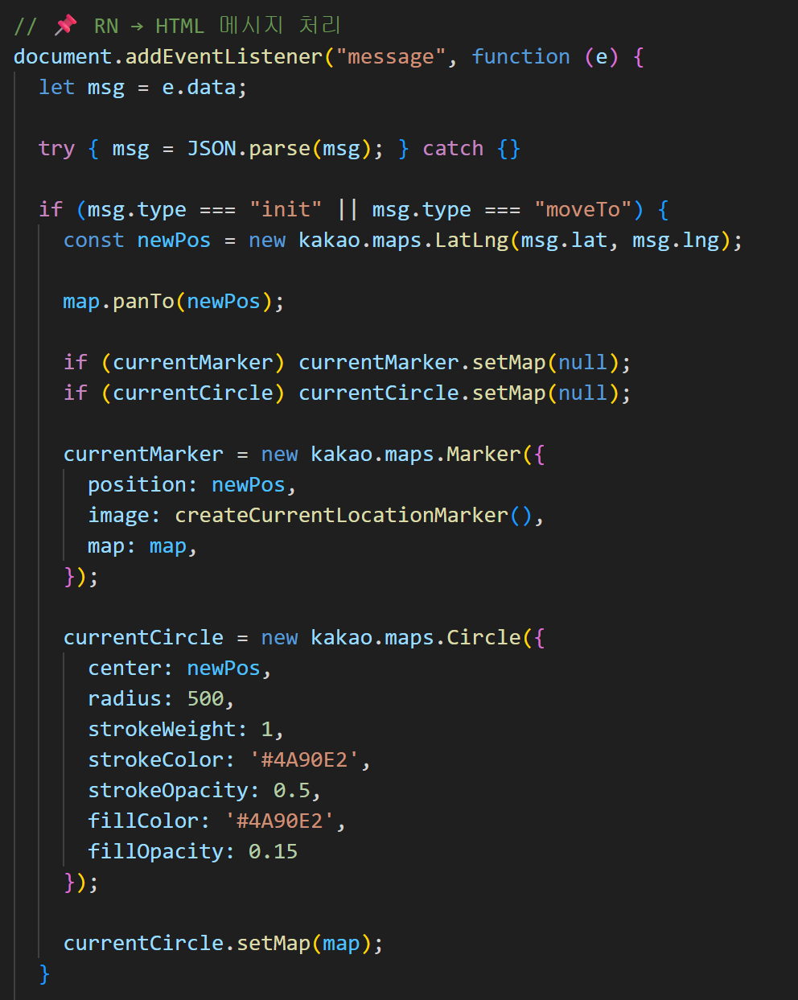 // 📌 RN → HTML 메시지 처리
document.addEventListener("message", function (e) {
  let msg = e.data;

  try { msg = JSON.parse(msg); } catch {}

  if (msg.type === "init" || msg.type === "moveTo") {
    const newPos = new kakao.maps.LatLng(msg.lat, msg.lng);

    map.panTo(newPos);

    if (currentMarker) currentMarker.setMap(null);
    if (currentCircle) currentCircle.setMap(null);

    currentMarker = new kakao.maps.Marker({
      position: newPos,
      image: createCurrentLocationMarker(),
      map: map,
    });

    currentCircle = new kakao.maps.Circle({
      center: newPos,
      radius: 500,
      strokeWeight: 1,
      strokeColor: '#4A90E2',
      strokeOpacity: 0.5,
      fillColor: '#4A90E2',
      fillOpacity: 0.15
    });

    currentCircle.setMap(map);
  }